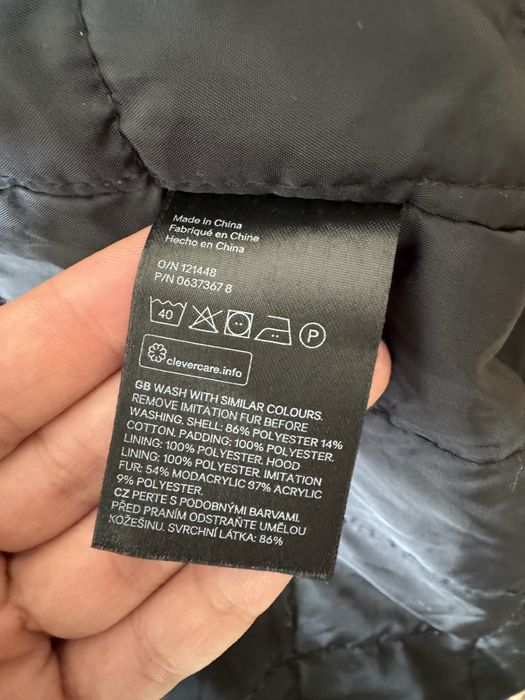 Made in China
Fabriqué en Chine
Hecho en China
O/N 121448
P/N 0637367 8
40
P
clevercare.info
GB WASH WITH SIMILAR COLOURS.
REMOVE IMITATION FUR BEFORE
WASHING. SHELL: 86% POLYESTER 14%
COTTON. PADDING: 100% POLYESTER.
LINING: 100% POLYESTER. HOOD
LINING: 100% POLYESTER. IMITATION
FUR: 54% MODACRYLIC 37% ACRYLIC
9% POLYESTER.
CZ PERTE S PODOBNÝMI BARVAMI.
PŘED PRANÍM ODSTRAŇTE UMĚLOU
KOŽEŠINU. SVRCHNÍ LÁTKA: 86%